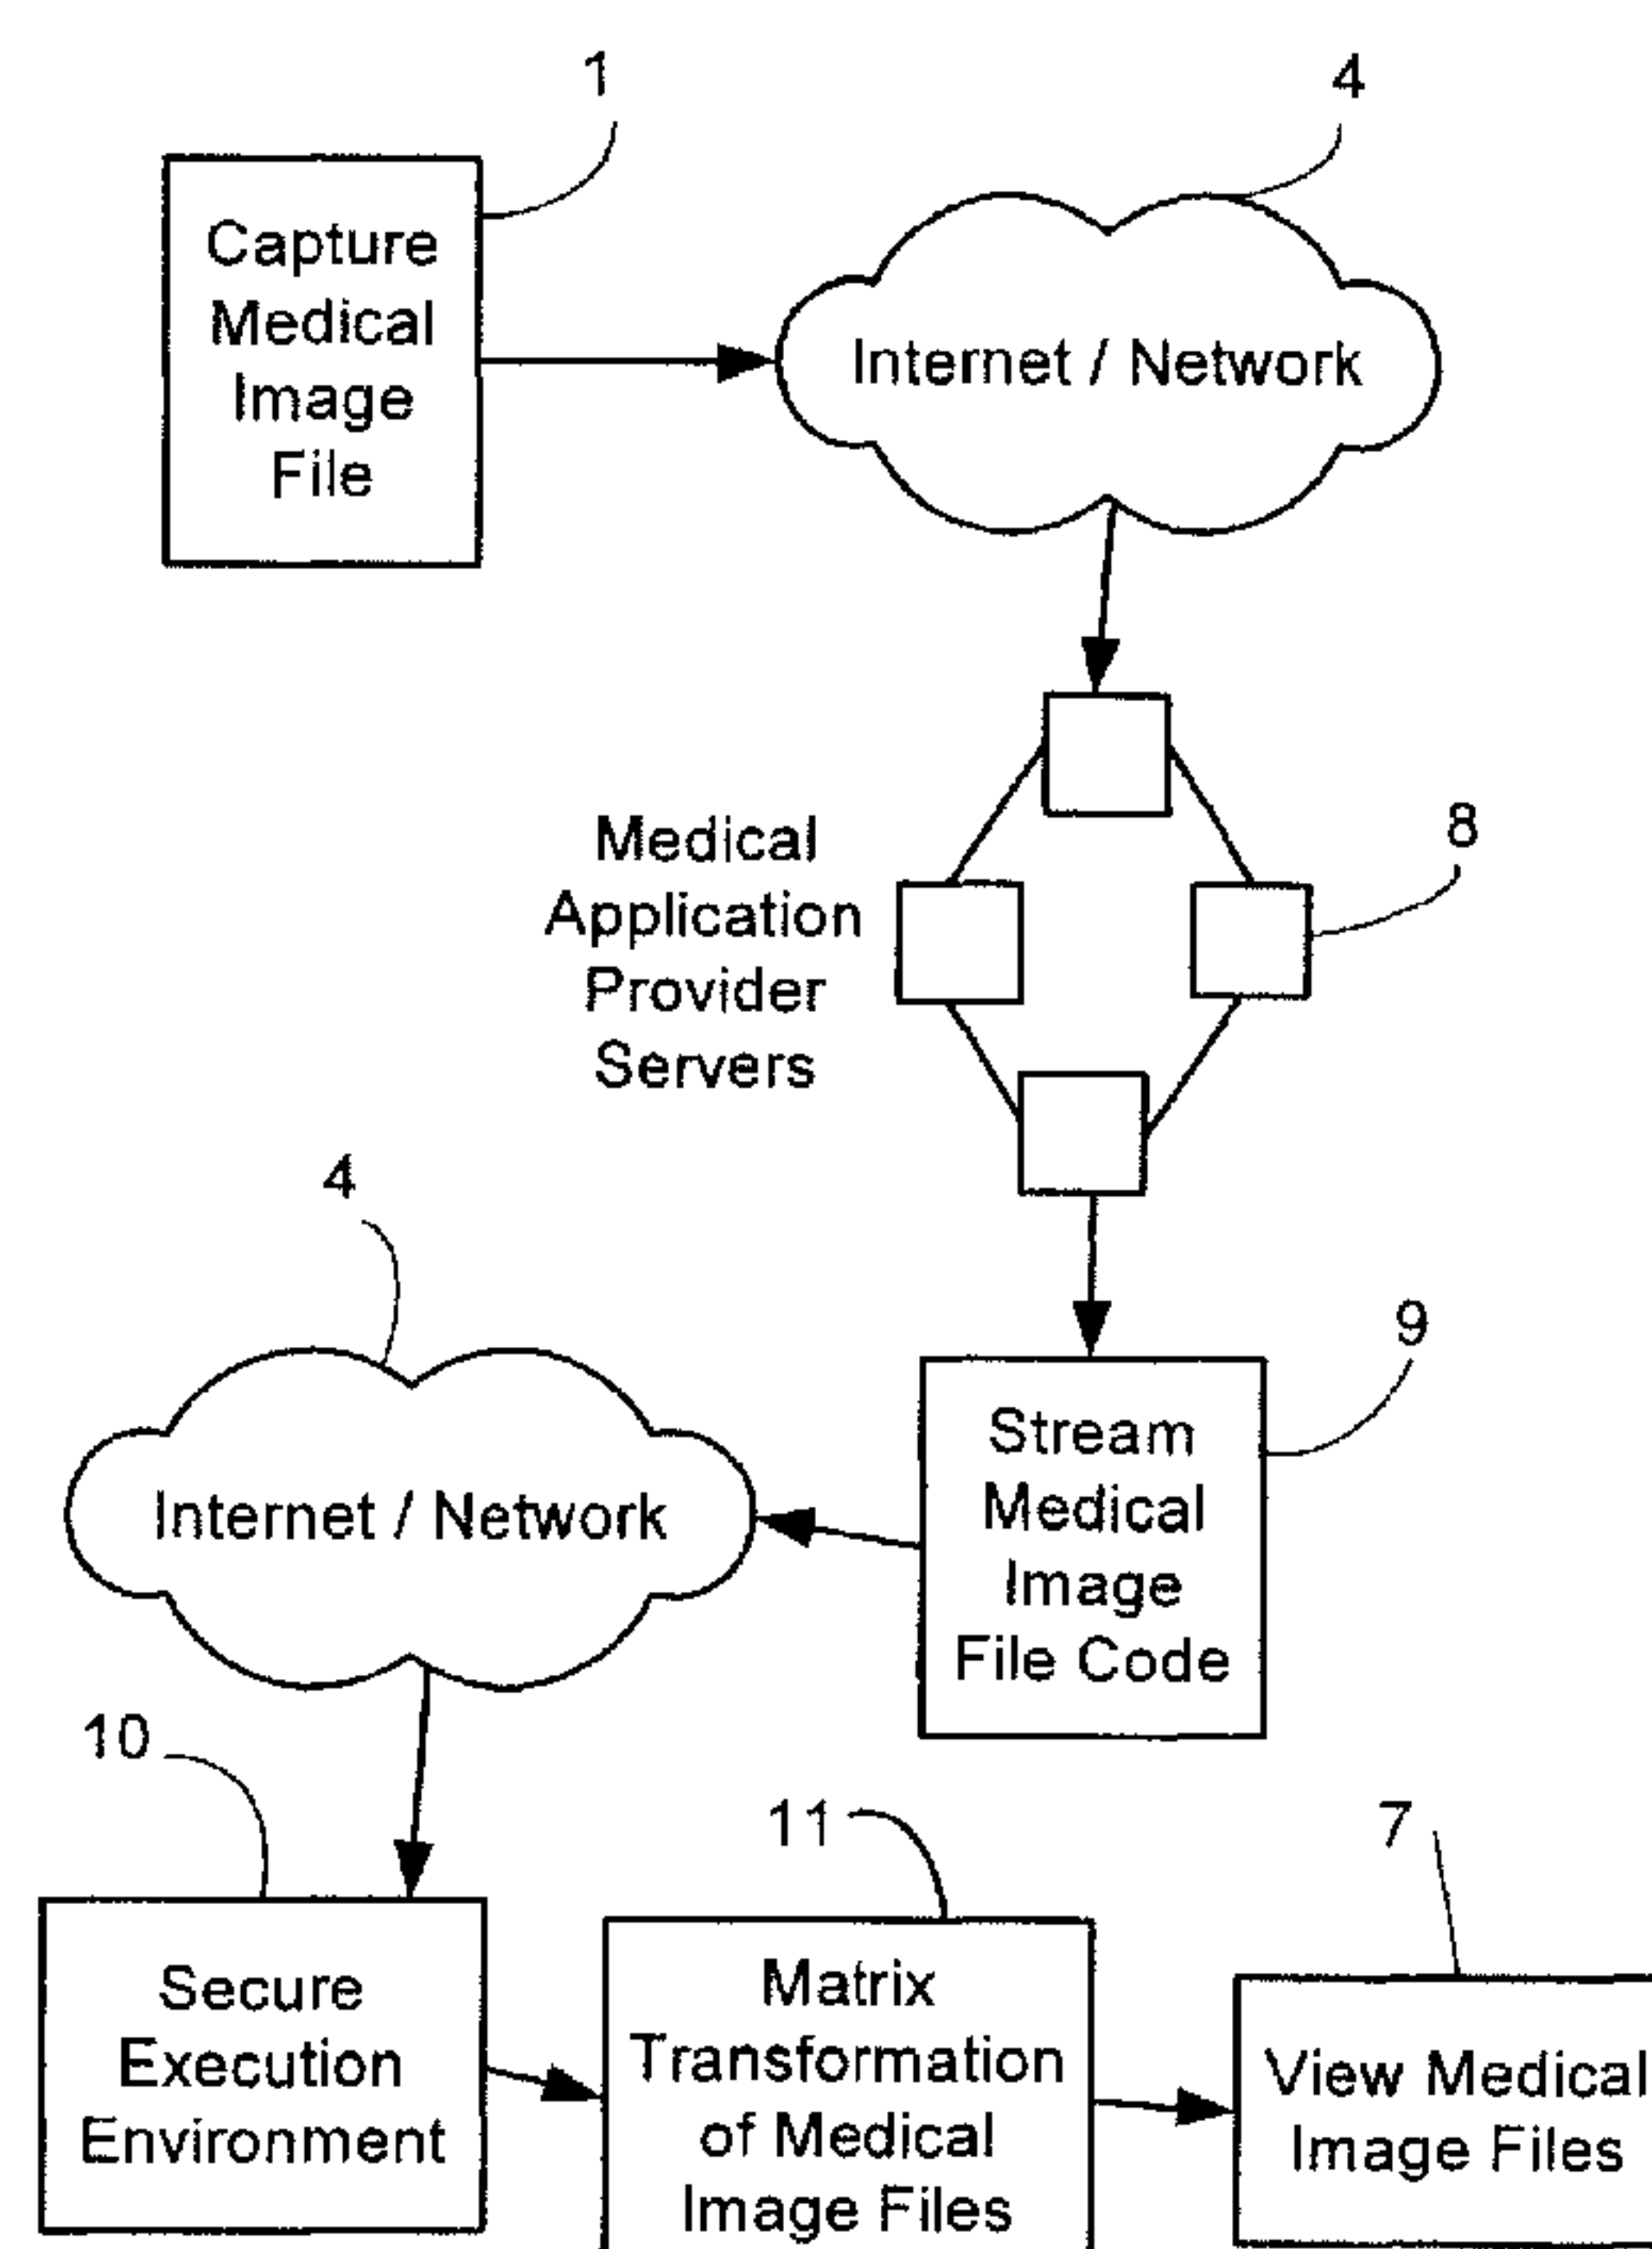 1
4
Capture
Medical
Image
File
Internet / Network
8
Medical
Application
Provider
Servers
4
9
Stream
Medical
Image
File Code
Internet / Network
10
11
7
Secure
Execution
Environment
Matrix
Transformation
of Medical
Image Files
View Medical
Image Files